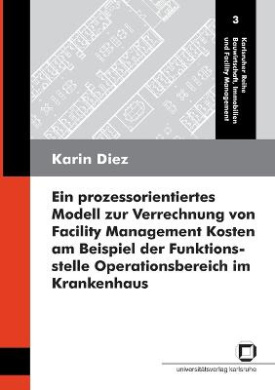 3
Karlsruher Reihe
Bauwirtschaft, Immobilien
und Facility Management
Karin Diez
Ein prozessorientiertes
Modell zur Verrechnung von
Facility Management Kosten
am Beispiel der Funktions-
stelle Operationsbereich im
Krankenhaus
universitätsverlag karlsruhe